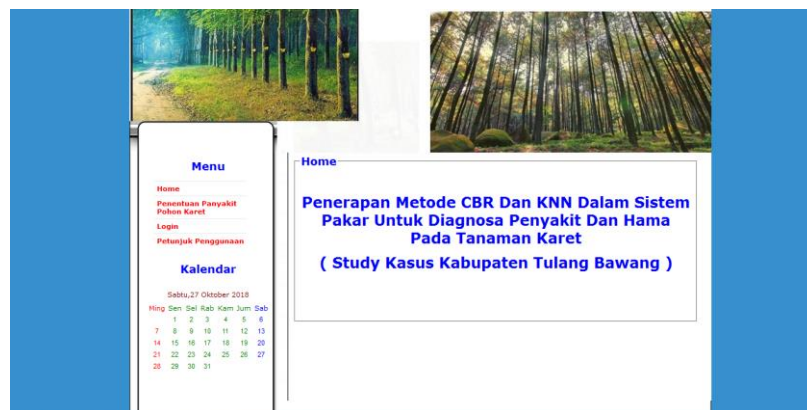 Menu
Home
Penentuan Panyakit
Pohon Karet
Login
Petunjuk Penggunaan
Kalendar
Sabtu,27 Oktober 2018
Ming Sen Sel Rab Kam Jum Sab
1 2 3 4 5 6
7 8 9 10 11 12 13
14 15 16 17 18 19 20
21 22 23 24 25 26 27
28 29 30 31
Home
Penerapan Metode CBR Dan KNN Dalam Sistem
Pakar Untuk Diagnosa Penyakit Dan Hama
Pada Tanaman Karet
( Study Kasus Kabupaten Tulang Bawang )